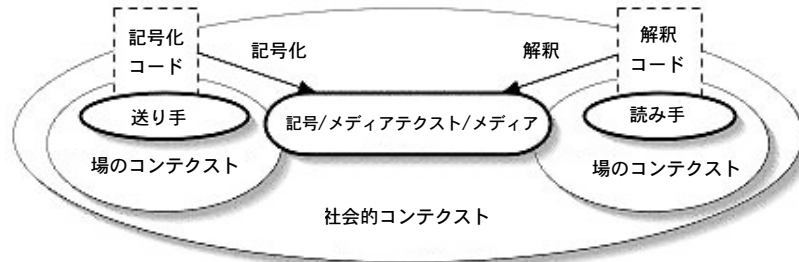 記号化
コード
記号化
解釈
解釈
コード
送り手
記号/メディアテクスト/メディア
読み手
場のコンテクスト
場のコンテクスト
社会的コンテクスト